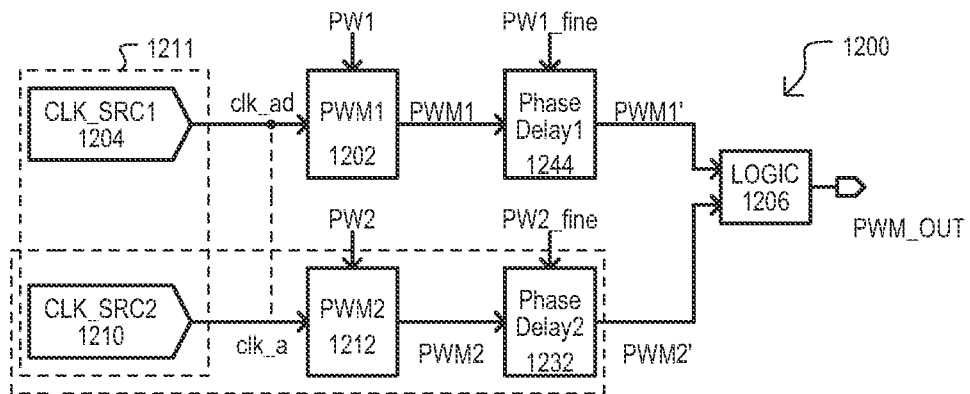 PW1
PW1_fine
1211
1200
CLK_SRC1
1204
clk_ad
PWM1
1202
PWM1
Phase
Delay1
1244
PWM1'
LOGIC
1206
PWM_OUT
PW2
PW2_fine
CLK_SRC2
1210
clk_a
PWM2
1212
PWM2
Phase
Delay2
1232
PWM2'